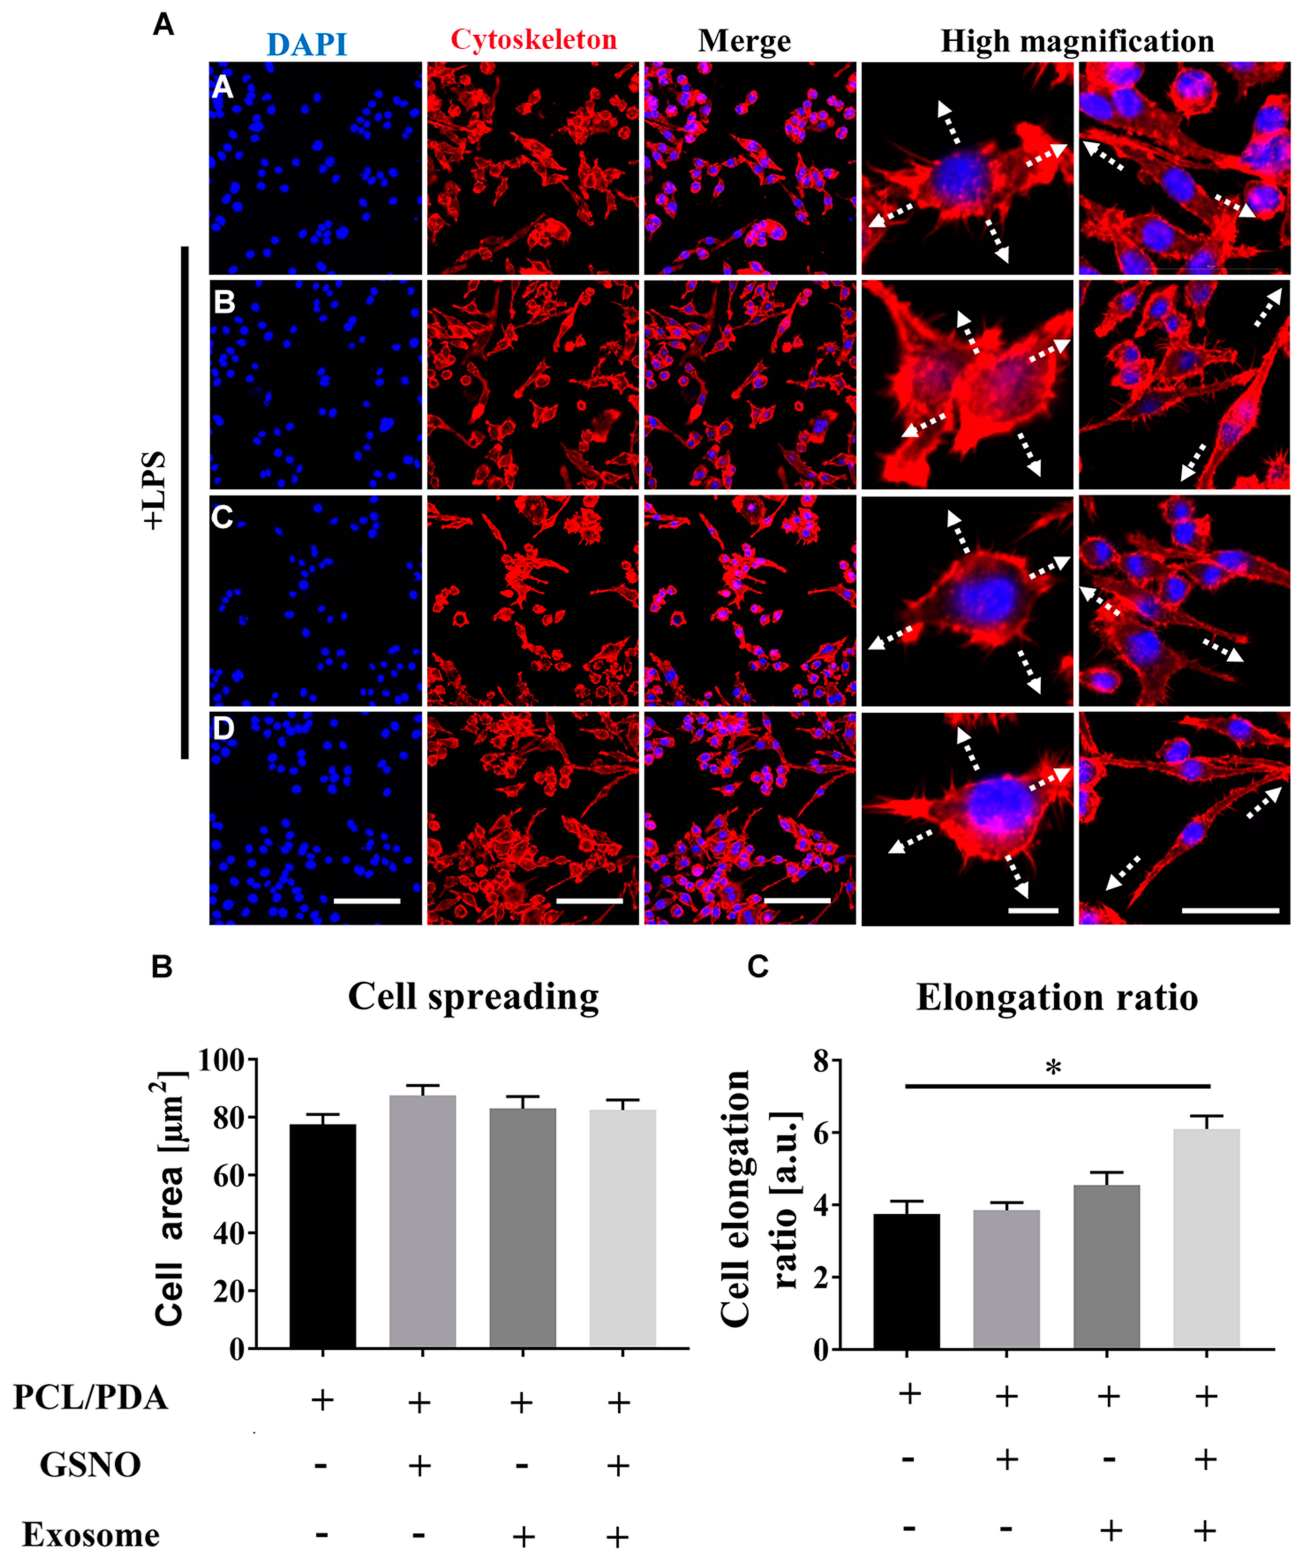 A
DAPI Cytoskeleton Merge High magnification
A
B
C
D
+LPS
B C
Cell spreading Elongation ratio
Cell area [μm²]
100
80
60
40
20
0
Cell elongation
ratio [a.u.]
8
6
4
2
0
*
PCL/PDA + + + + + + + +
GSNO - + - + - + - +
Exosome - - + + - - + +